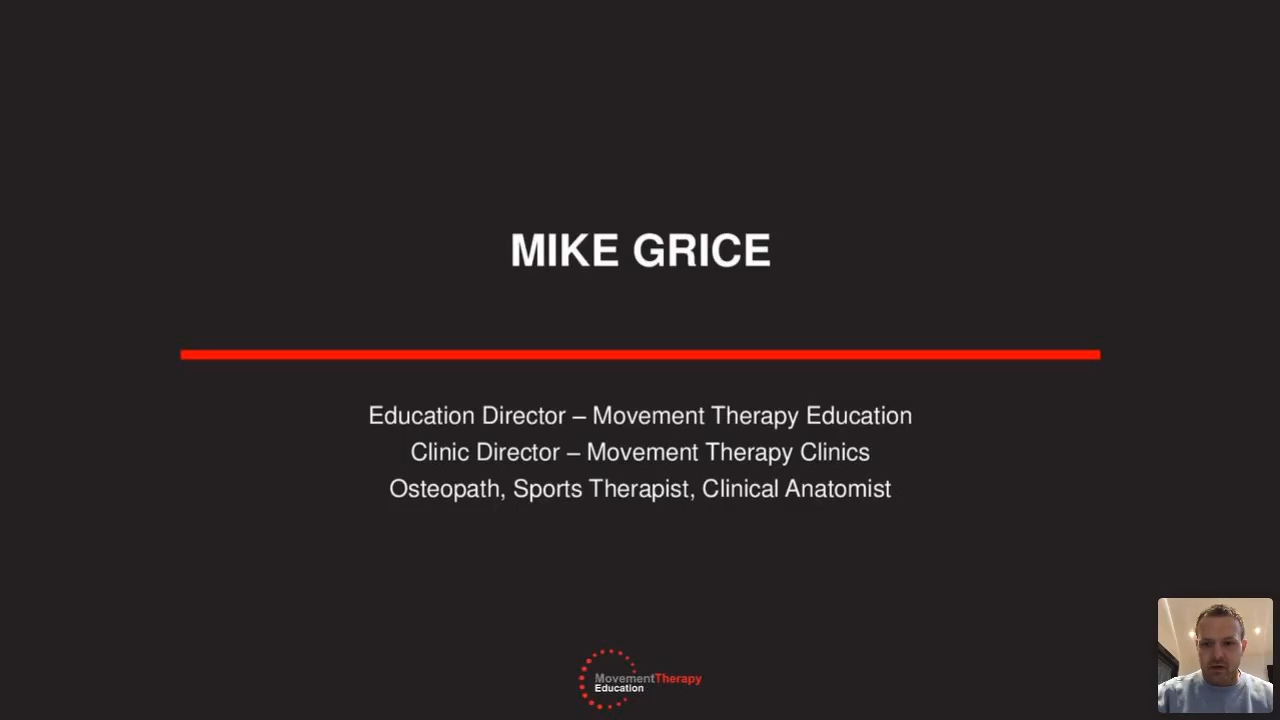 MIKE GRICE
Education Director – Movement Therapy Education
Clinic Director – Movement Therapy Clinics
Osteopath, Sports Therapist, Clinical Anatomist
MovementTherapy
Education